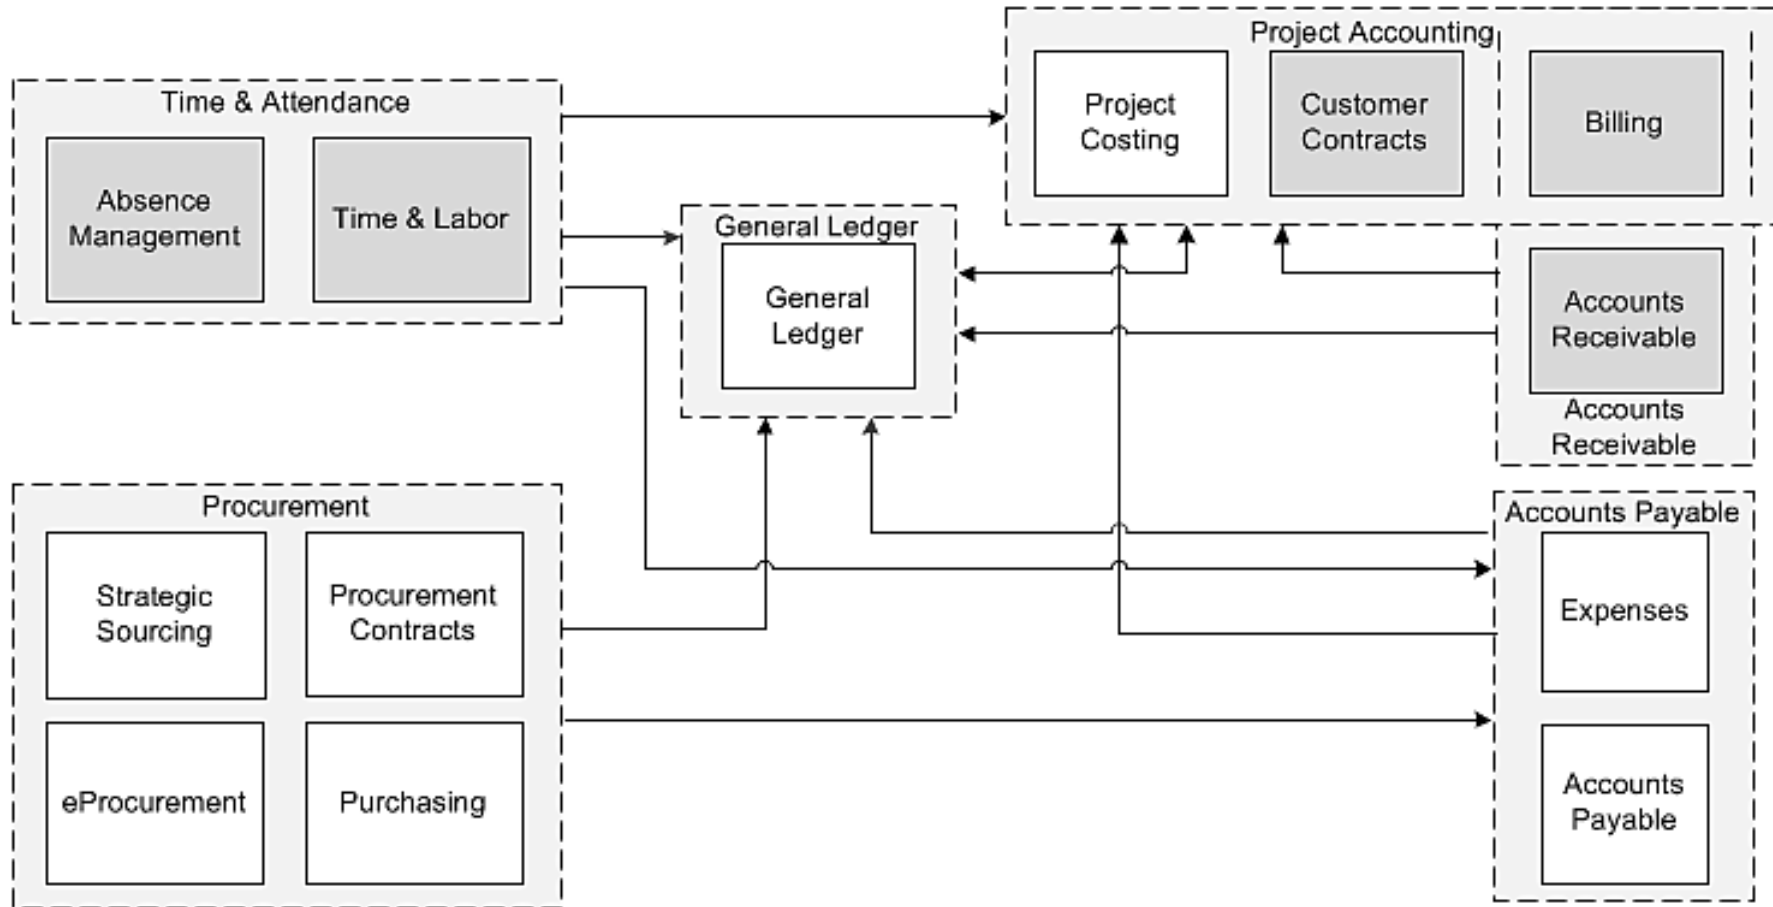 Project Accounting
Project
Costing
Customer
Contracts
Billing
Time & Attendance
Absence
Management
Time & Labor
General Ledger
General
Ledger
Accounts
Receivable
Accounts
Receivable
Procurement
Strategic
Sourcing
Procurement
Contracts
eProcurement
Purchasing
Accounts Payable
Expenses
Accounts
Payable